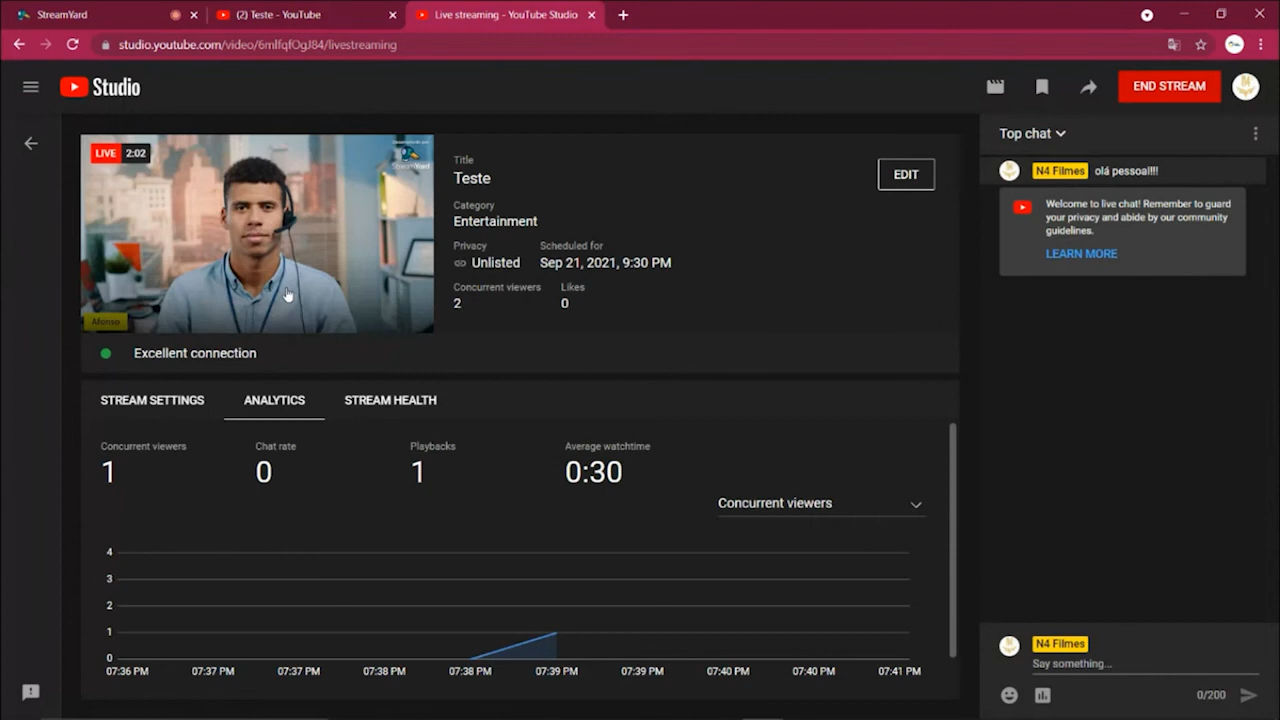 StreamYard
(2) Teste - YouTube
Live streaming - YouTube Studio
studio.youtube.com/video/6mlfqfOgJ84/livestreaming
Studio
END STREAM
LIVE 2:02
StreamYard
Afonso
Title
Teste
EDIT
Category
Entertainment
Privacy
Scheduled for
Unlisted
Sep 21, 2021, 9:30 PM
Concurrent viewers
Likes
2
0
Excellent connection
STREAM SETTINGS
ANALYTICS
STREAM HEALTH
Concurrent viewers
Chat rate
Playbacks
Average watchtime
1
0
1
0:30
Concurrent viewers
4
3
2
1
0
07:36 PM
07:37 PM
07:37 PM
07:38 PM
07:38 PM
07:39 PM
07:39 PM
07:40 PM
07:40 PM
07:41 PM
Top chat
N4 Filmes olá pessoal!!!
Welcome to live chat! Remember to guard
your privacy and abide by our community
guidelines.
LEARN MORE
N4 Filmes
Say something...
0/200